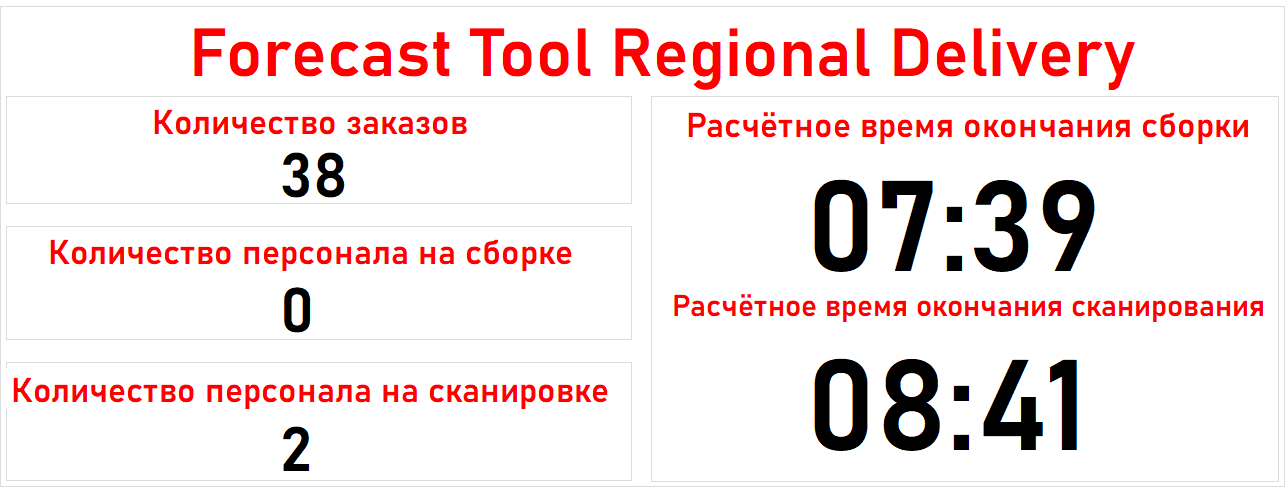 Forecast Tool Regional Delivery
Количество заказов
38
Количество персонала на сборке
0
Количество персонала на сканировке
2
Расчётное время окончания сборки
07:39
Расчётное время окончания сканирования
08:41